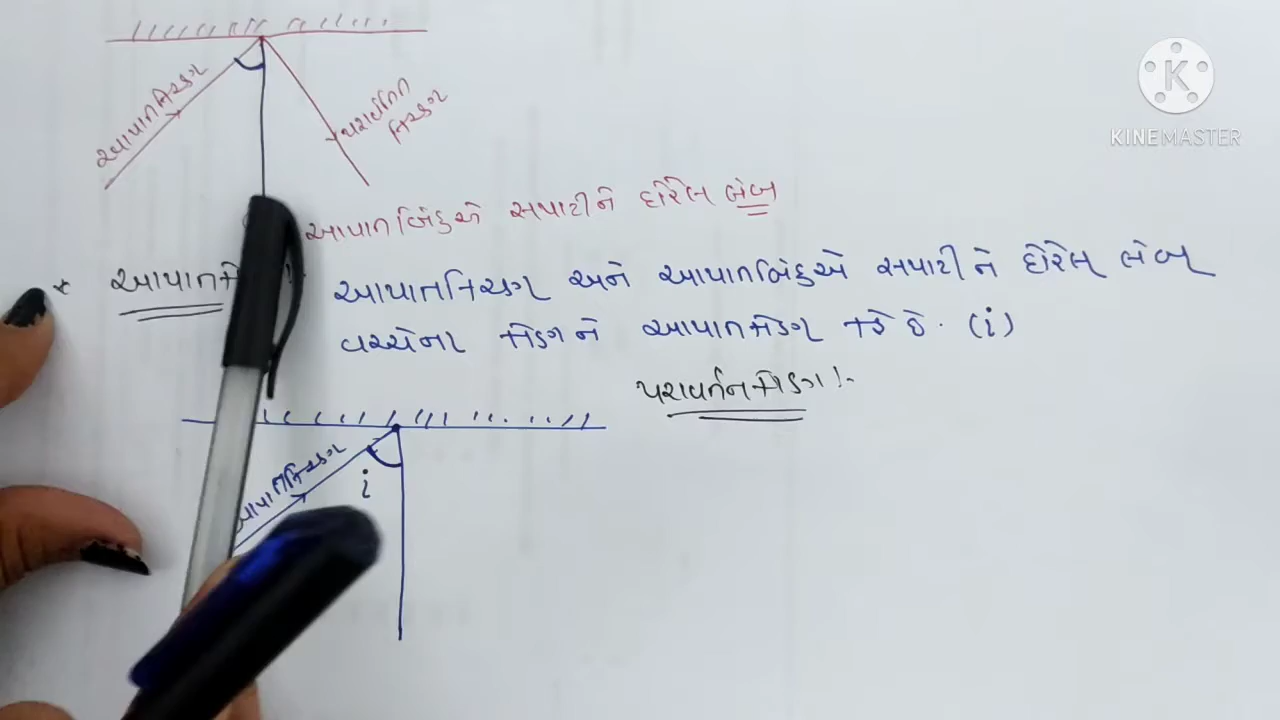 આપાતકિરણ
પરાવર્તિત
કિરણ
આપાતબિંદુએ સપાટીને દોરેલ લંબ
* આપાતકો
આપાતકિરણ અને આપાતબિંદુએ સપાટીને દોરેલ લંબ
વચ્ચેના કોણને આપાતકોણ કહે છે. (i)
પરાવર્તનકોણ :-
આપાતકિરણ
i
K
KINEMASTER